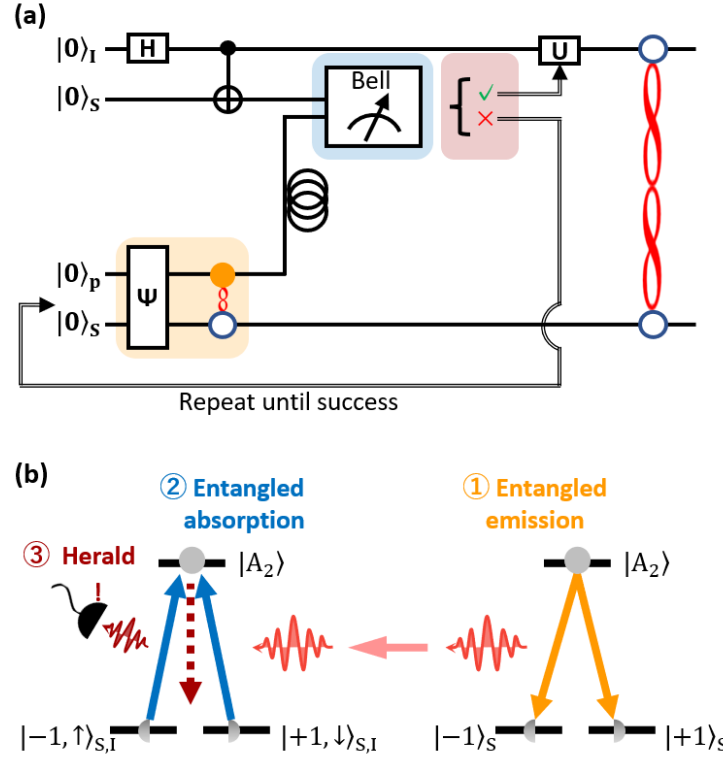 (a)
|0⟩I H U
|0⟩S Bell ✓
×
|0⟩p
Ψ
|0⟩S
Repeat until success
(b)
② Entangled absorption
① Entangled emission
③ Herald
!
|A2⟩ |A2⟩
|−1,↑⟩S,I |+1,↓⟩S,I |−1⟩S |+1⟩S